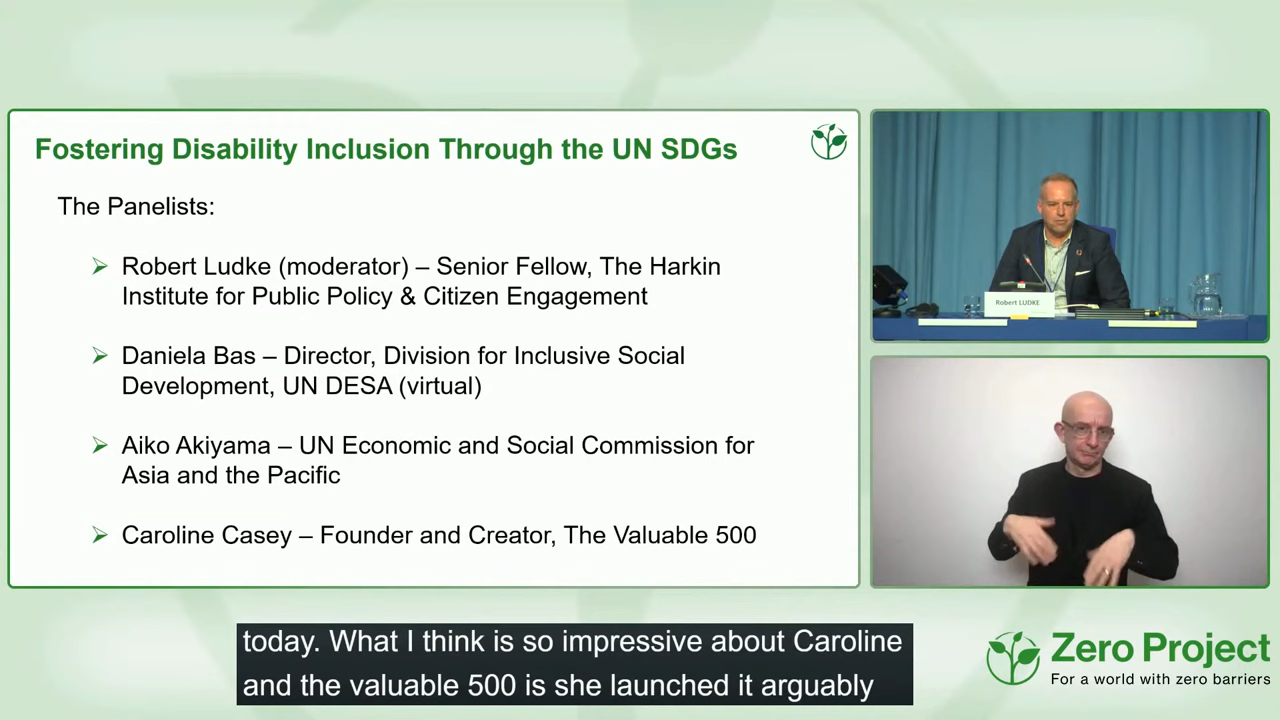 Fostering Disability Inclusion Through the UN SDGs
The Panelists:
Robert Ludke (moderator) – Senior Fellow, The Harkin
Institute for Public Policy & Citizen Engagement
Daniela Bas – Director, Division for Inclusive Social
Development, UN DESA (virtual)
Aiko Akiyama – UN Economic and Social Commission for
Asia and the Pacific
Caroline Casey – Founder and Creator, The Valuable 500
Robert LUDKE
today. What I think is so impressive about Caroline
and the valuable 500 is she launched it arguably
Zero Project
For a world with zero barriers